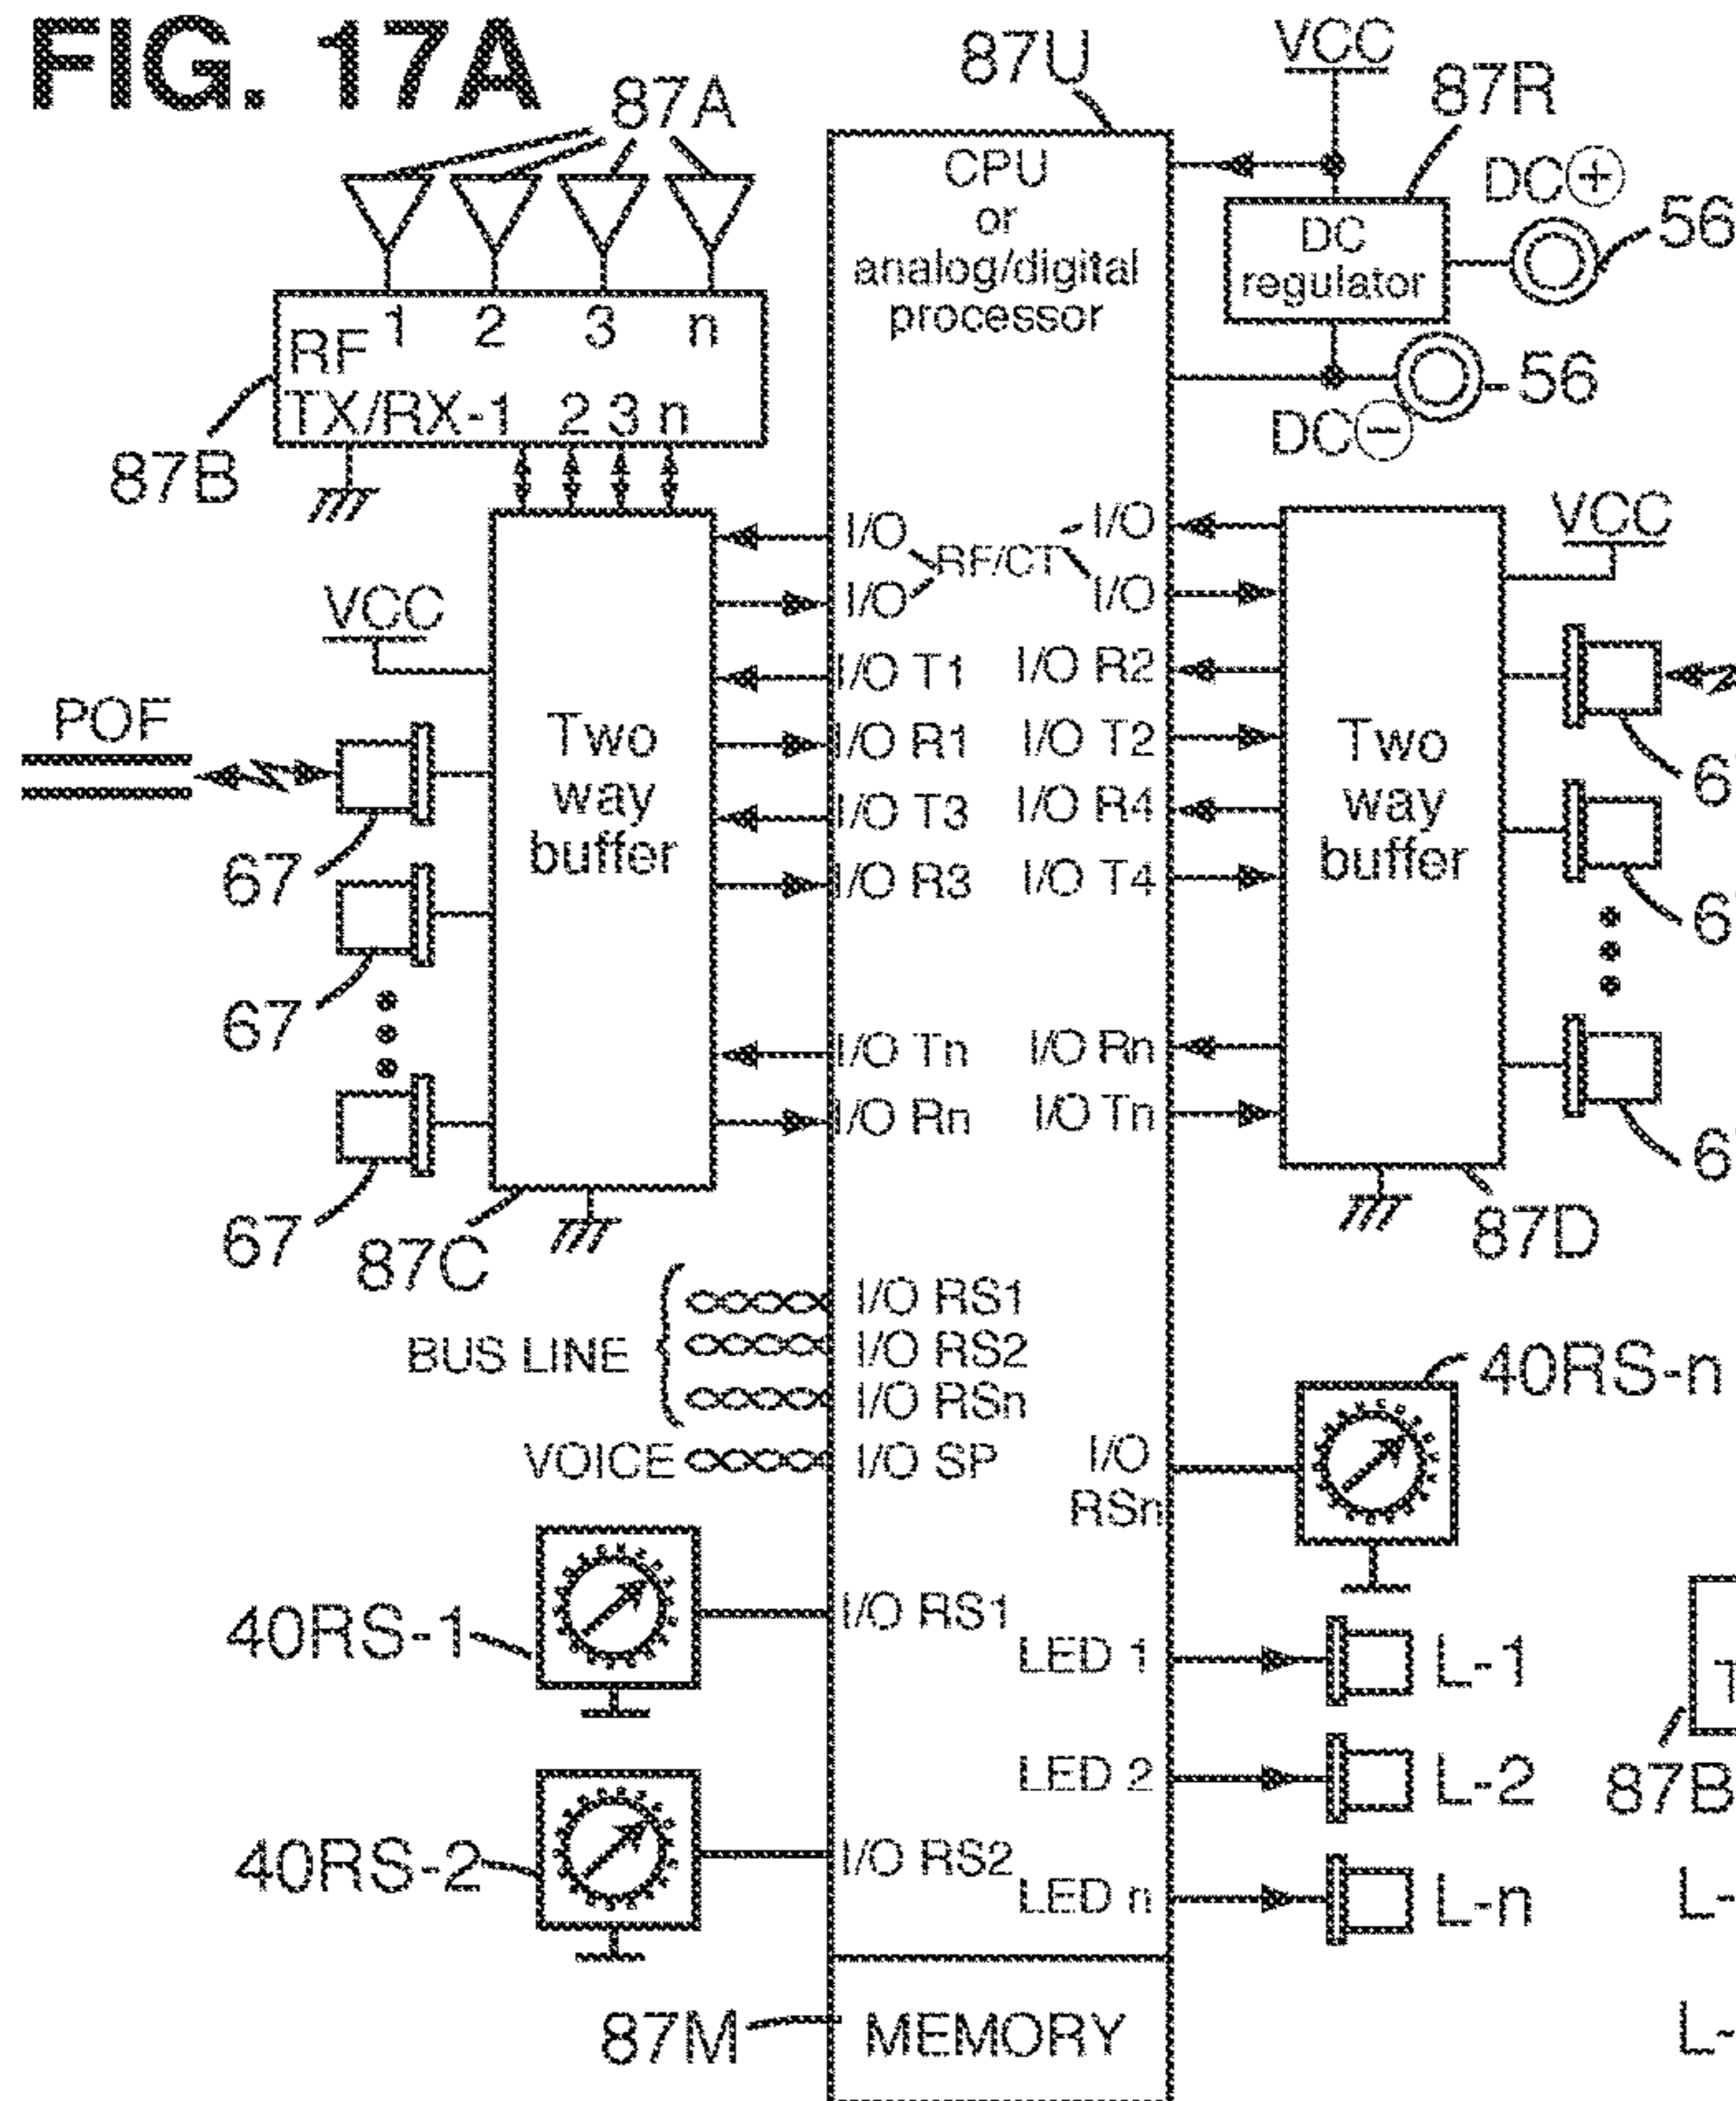 FIG. 17A
87A
87U
VCC
87R
DC +
56
CPU
or
analog/digital
processor
DC
regulator
1 2 3 n
RF
TX/RX-1 2 3 n
87B
56
DC −
I/O
RF/CT
I/O
I/O
I/O
VCC
VCC
POF
Two
way
buffer
I/O T1
I/O R1
I/O T3
I/O R3
I/O Tn
I/O Rn
I/O R2
I/O T2
I/O R4
I/O T4
I/O Rn
I/O Tn
Two
way
buffer
67
67
67
87C
87D
6
6
6
BUS LINE
I/O RS1
I/O RS2
I/O RSn
VOICE
I/O SP
I/O
RSn
40RS-n
40RS-1
I/O RS1
LED 1
L-1
LED 2
L-2
87B
T
40RS-2
I/O RS2
LED n
L-n
L-
87M
MEMORY
L-